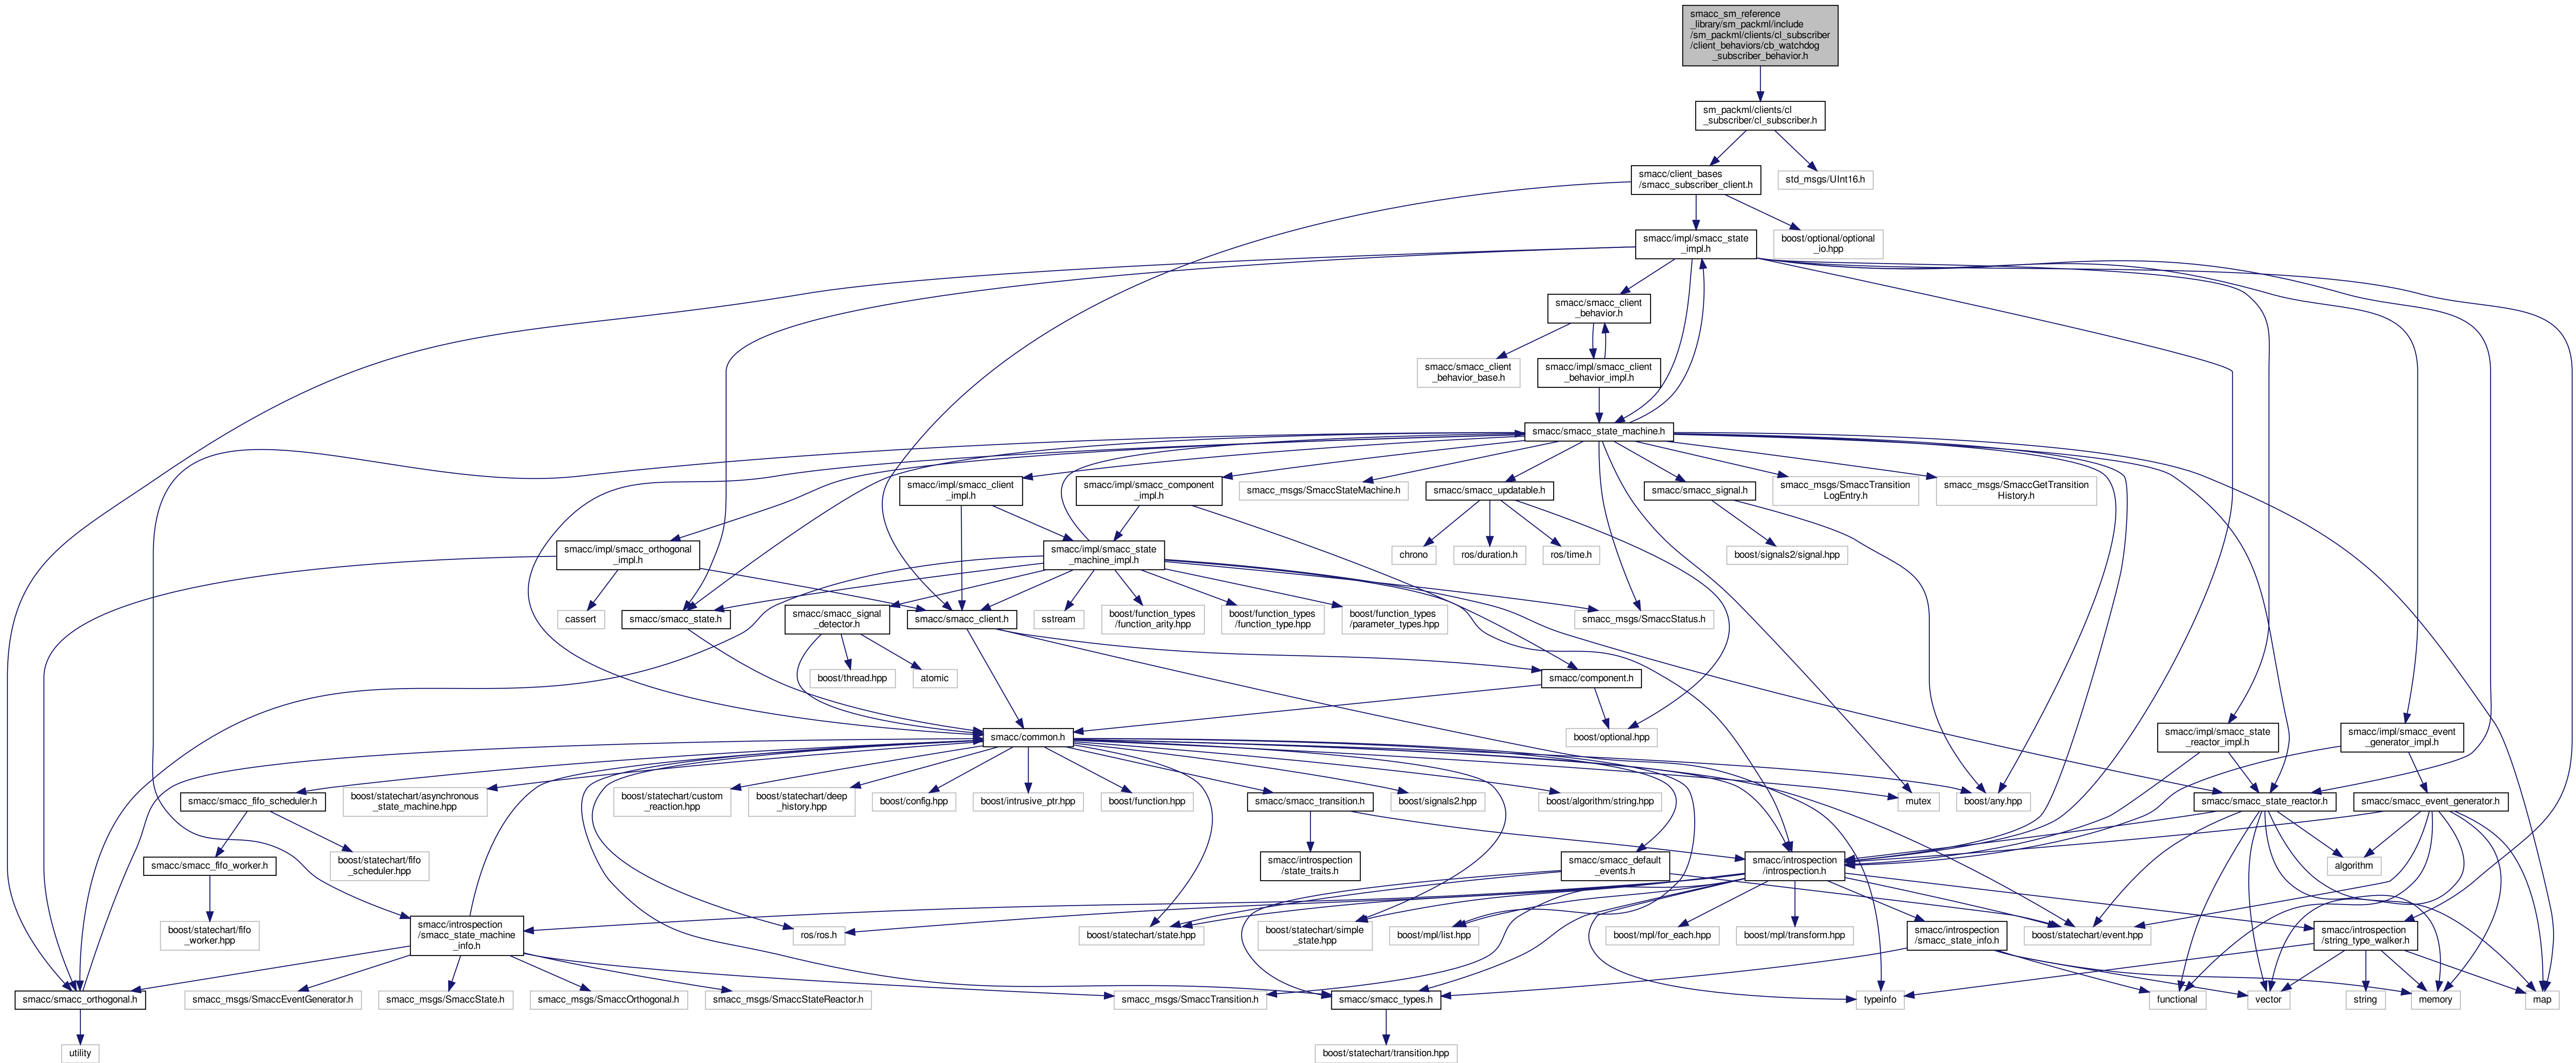 smacc_sm_reference
_library/sm_packml/include
/sm_packml/clients/cl_subscriber
/client_behaviors/cb_watchdog
_subscriber_behavior.h
sm_packml/clients/cl
_subscriber/cl_subscriber.h
smacc/client_bases
/smacc_subscriber_client.h
std_msgs/UInt16.h
smacc/impl/smacc_state
_impl.h
boost/optional/optional
_io.hpp
smacc/smacc_client
_behavior.h
smacc/smacc_client
_behavior_base.h
smacc/impl/smacc_client
_behavior_impl.h
smacc/smacc_state_machine.h
smacc/impl/smacc_client
_impl.h
smacc/impl/smacc_component
_impl.h
smacc_msgs/SmaccStateMachine.h
smacc/smacc_updatable.h
smacc/smacc_signal.h
smacc_msgs/SmaccTransition
LogEntry.h
smacc_msgs/SmaccGetTransition
History.h
smacc/impl/smacc_orthogonal
_impl.h
smacc/impl/smacc_state
_machine_impl.h
chrono
ros/duration.h
ros/time.h
boost/signals2/signal.hpp
cassert
smacc/smacc_state.h
smacc/smacc_signal
_detector.h
smacc/smacc_client.h
sstream
boost/function_types
/function_arity.hpp
boost/function_types
/function_type.hpp
boost/function_types
/parameter_types.hpp
smacc_msgs/SmaccStatus.h
boost/thread.hpp
atomic
smacc/component.h
smacc/common.h
boost/optional.hpp
smacc/impl/smacc_state
_reactor_impl.h
smacc/impl/smacc_event
_generator_impl.h
smacc/smacc_fifo_scheduler.h
boost/statechart/asynchronous
_state_machine.hpp
boost/statechart/custom
_reaction.hpp
boost/statechart/deep
_history.hpp
boost/config.hpp
boost/intrusive_ptr.hpp
boost/function.hpp
smacc/smacc_transition.h
boost/signals2.hpp
boost/algorithm/string.hpp
mutex
boost/any.hpp
smacc/smacc_state_reactor.h
smacc/smacc_event_generator.h
smacc/smacc_fifo_worker.h
boost/statechart/fifo
_scheduler.hpp
smacc/introspection
/state_traits.h
smacc/smacc_default
_events.h
smacc/introspection
/introspection.h
algorithm
boost/statechart/fifo
_worker.hpp
smacc/introspection
/smacc_state_machine
_info.h
ros/ros.h
boost/statechart/state.hpp
boost/statechart/simple
_state.hpp
boost/mpl/list.hpp
boost/mpl/for_each.hpp
boost/mpl/transform.hpp
smacc/introspection
/smacc_state_info.h
boost/statechart/event.hpp
smacc/introspection
/string_type_walker.h
smacc/smacc_orthogonal.h
smacc_msgs/SmaccEventGenerator.h
smacc_msgs/SmaccState.h
smacc_msgs/SmaccOrthogonal.h
smacc_msgs/SmaccStateReactor.h
smacc_msgs/SmaccTransition.h
smacc/smacc_types.h
typeinfo
functional
vector
string
memory
map
utility
boost/statechart/transition.hpp